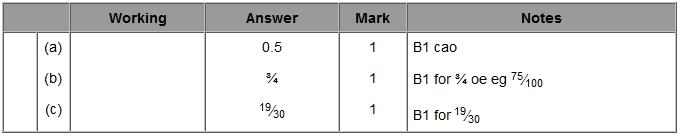 Working Answer Mark Notes
(a) 0.5 1 B1 cao
(b) ¾ 1 B1 for ¾ oe eg 75⁄100
(c) 19⁄30 1 B1 for 19⁄30